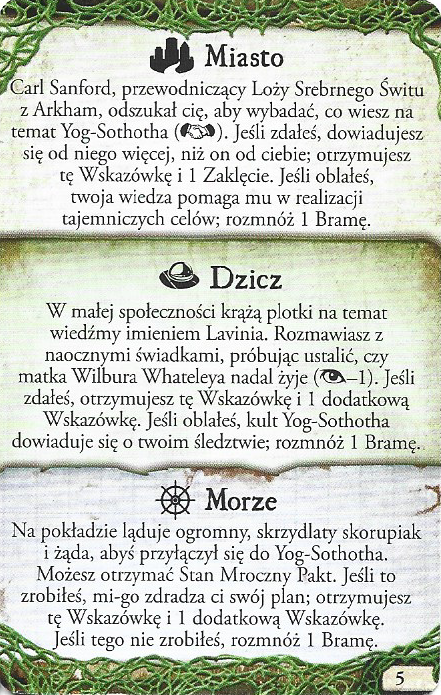 Miasto
Carl Sanford, przewodniczący Loży Srebrnego Świtu
z Arkham, odszukał cię, aby wybadać, co wiesz na
temat Yog-Sothotha (). Jeśli zdałeś, dowiadujesz
się od niego więcej, niż on od ciebie; otrzymujesz
tę Wskazówkę i 1 Zaklęcie. Jeśli oblałeś,
twoja wiedza pomaga mu w realizacji
tajemniczych celów; rozmnóż 1 Bramę.
Dzicz
W małej społeczności krążą plotki na temat
wiedźmy imieniem Lavinia. Rozmawiasz z
naocznymi świadkami, próbując ustalić, czy
matka Wilbura Whateleya nadal żyje (–1). Jeśli
zdałeś, otrzymujesz tę Wskazówkę i 1 dodatkową
Wskazówkę. Jeśli oblałeś, kult Yog-Sothotha
dowiaduje się o twoim śledztwie; rozmnóż 1 Bramę.
Morze
Na pokładzie ląduje ogromny, skrzydlaty skorupiak
i żąda, abyś przyłączył się do Yog-Sothotha.
Możesz otrzymać Stan Mroczny Pakt. Jeśli to
zrobiłeś, mi-go zdradza ci swój plan; otrzymujesz
tę Wskazówkę i 1 dodatkową Wskazówkę.
Jeśli tego nie zrobiłeś, rozmnóż 1 Bramę.
5